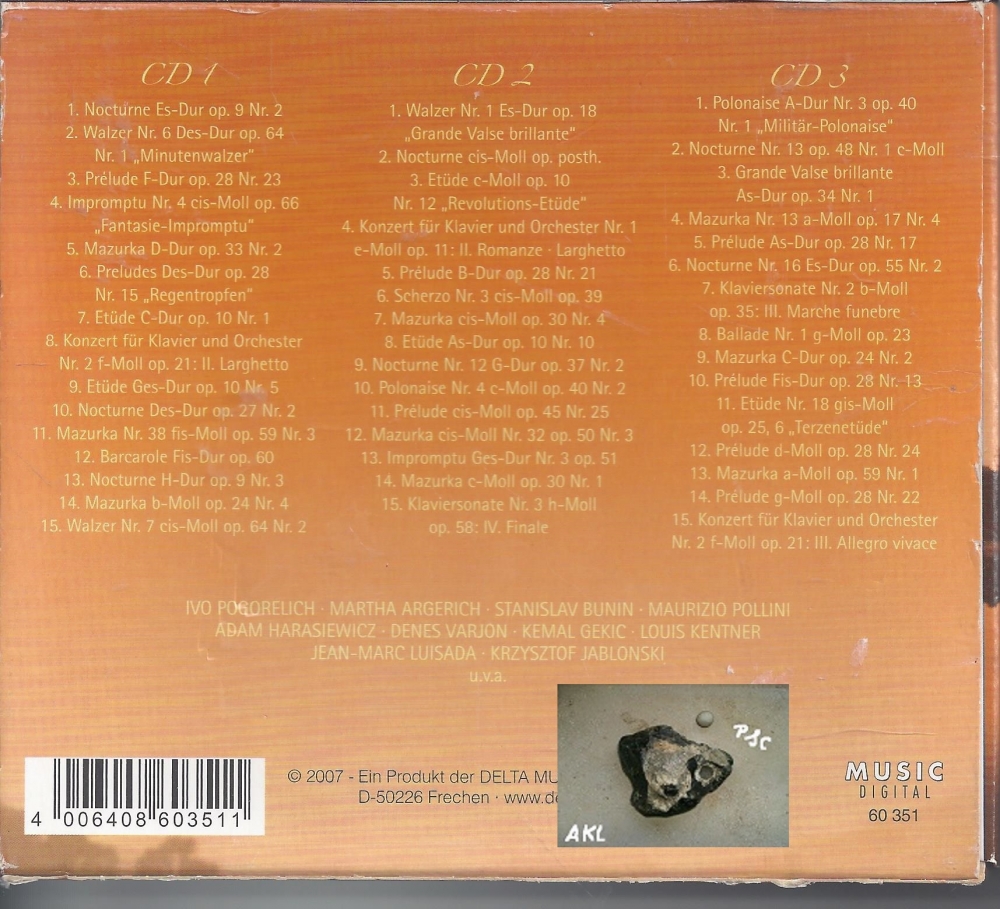 CD 1
1. Nocturne Es-Dur op. 9 Nr. 2
2. Walzer Nr. 6 Des-Dur op. 64
Nr. 1 „Minutenwalzer“
3. Prélude F-Dur op. 28 Nr. 23
4. Impromptu Nr. 4 cis-Moll op. 66
„Fantasie-Impromptu“
5. Mazurka D-Dur op. 33 Nr. 2
6. Preludes Des-Dur op. 28
Nr. 15 „Regentropfen“
7. Etüde C-Dur op. 10 Nr. 1
8. Konzert für Klavier und Orchester
Nr. 2 f-Moll op. 21: II. Larghetto
9. Etüde Ges-Dur op. 10 Nr. 5
10. Nocturne Des-Dur op. 27 Nr. 2
11. Mazurka Nr. 38 fis-Moll op. 59 Nr. 3
12. Barcarole Fis-Dur op. 60
13. Nocturne H-Dur op. 9 Nr. 3
14. Mazurka b-Moll op. 24 Nr. 4
15. Walzer Nr. 7 cis-Moll op. 64 Nr. 2
CD 2
1. Walzer Nr. 1 Es-Dur op. 18
„Grande Valse brillante“
2. Nocturne cis-Moll op. posth.
3. Etüde c-Moll op. 10
Nr. 12 „Revolutions-Etüde“
4. Konzert für Klavier und Orchester Nr. 1
e-Moll op. 11: II. Romanze · Larghetto
5. Prélude B-Dur op. 28 Nr. 21
6. Scherzo Nr. 3 cis-Moll op. 39
7. Mazurka cis-Moll op. 30 Nr. 4
8. Etüde As-Dur op. 10 Nr. 10
9. Nocturne Nr. 12 G-Dur op. 37 Nr. 2
10. Polonaise Nr. 4 c-Moll op. 40 Nr. 2
11. Prélude cis-Moll op. 45 Nr. 25
12. Mazurka cis-Moll Nr. 32 op. 50 Nr. 3
13. Impromptu Ges-Dur Nr. 3 op. 51
14. Mazurka c-Moll op. 30 Nr. 1
15. Klaviersonate Nr. 3 h-Moll
op. 58: IV. Finale
CD 3
1. Polonaise A-Dur Nr. 3 op. 40
Nr. 1 „Militär-Polonaise“
2. Nocturne Nr. 13 op. 48 Nr. 1 c-Moll
3. Grande Valse brillante
As-Dur op. 34 Nr. 1
4. Mazurka Nr. 13 a-Moll op. 17 Nr. 4
5. Prélude As-Dur op. 28 Nr. 17
6. Nocturne Nr. 16 Es-Dur op. 55 Nr. 2
7. Klaviersonate Nr. 2 b-Moll
op. 35: III. Marche funebre
8. Ballade Nr. 1 g-Moll op. 23
9. Mazurka C-Dur op. 24 Nr. 2
10. Prélude Fis-Dur op. 28 Nr. 13
11. Etüde Nr. 18 gis-Moll
op. 25, 6 „Terzenetüde“
12. Prélude d-Moll op. 28 Nr. 24
13. Mazurka a-Moll op. 59 Nr. 1
14. Prélude g-Moll op. 28 Nr. 22
15. Konzert für Klavier und Orchester
Nr. 2 f-Moll op. 21: III. Allegro vivace
IVO POGORELICH · MARTHA ARGERICH · STANISLAV BUNIN · MAURIZIO POLLINI
ADAM HARASIEWICZ · DENES VARJON · KEMAL GEKIC · LOUIS KENTNER
JEAN-MARC LUISADA · KRZYSZTOF JABLONSKI
u.v.a.
4 006408 603511
© 2007 - Ein Produkt der DELTA MU
D-50226 Frechen · www.de
PSC
AKL
MUSIC
DIGITAL
60 351